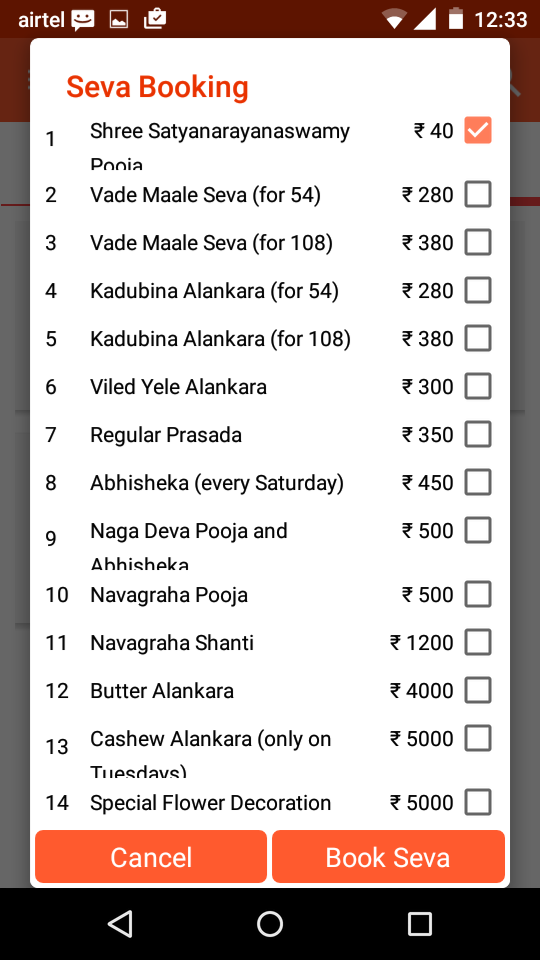 airtel 12:33
Seva Booking
1 Shree Satyanarayanaswamy ₹ 40
Pooja
2 Vade Maale Seva (for 54) ₹ 280
3 Vade Maale Seva (for 108) ₹ 380
4 Kadubina Alankara (for 54) ₹ 280
5 Kadubina Alankara (for 108) ₹ 380
6 Viled Yele Alankara ₹ 300
7 Regular Prasada ₹ 350
8 Abhisheka (every Saturday) ₹ 450
9 Naga Deva Pooja and ₹ 500
Abhisheka
10 Navagraha Pooja ₹ 500
11 Navagraha Shanti ₹ 1200
12 Butter Alankara ₹ 4000
13 Cashew Alankara (only on ₹ 5000
Tuesdays)
14 Special Flower Decoration ₹ 5000
Cancel Book Seva